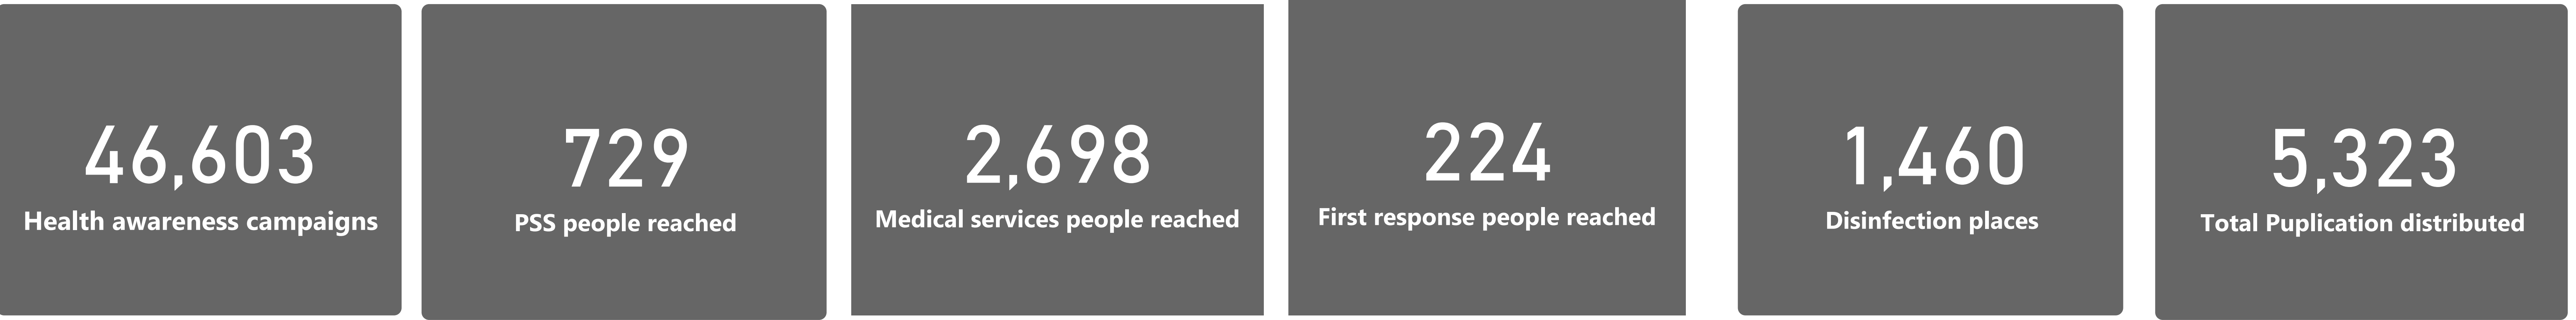 46,603
Health awareness campaigns
729
PSS people reached
2,698
Medical services people reached
224
First response people reached
1,460
Disinfection places
5,323
Total Puplication distributed